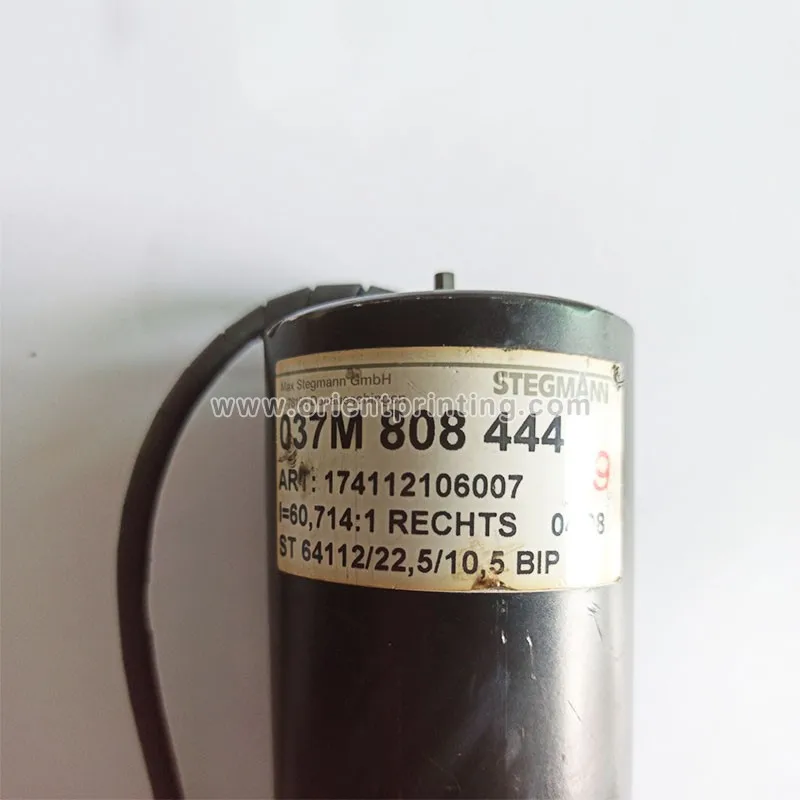 Max Stegmann GmbH
STEGMANN
www.orientprinting.com
037M 808 444
9
ART: 174112106007
I=60,714:1 RECHTS
ST 64112/22,5/10,5 BIP